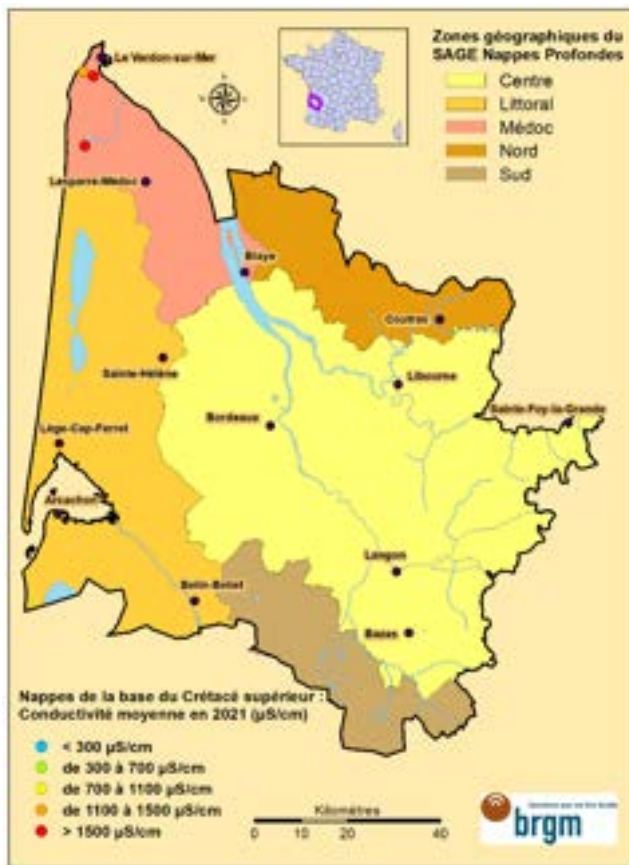 Zones géographiques du
SAGE Nappes Profondes
Centre
Littoral
Médoc
Nord
Sud
Le Verdon-sur-Mer
Lesparre-Médoc
Blaye
Coutras
Sainte-Hélène
Libourne
Sainte-Foy-la-Grande
Bordeaux
Lège-Cap-Ferret
Arcachon
Langon
Belin-Beliet
Bazas
Nappes de la base du Crétacé supérieur :
Conductivité moyenne en 2021 (µS/cm)
< 300 µS/cm
de 300 à 700 µS/cm
de 700 à 1100 µS/cm
de 1100 à 1500 µS/cm
> 1500 µS/cm
Kilomètres
0 10 20 40
brgm